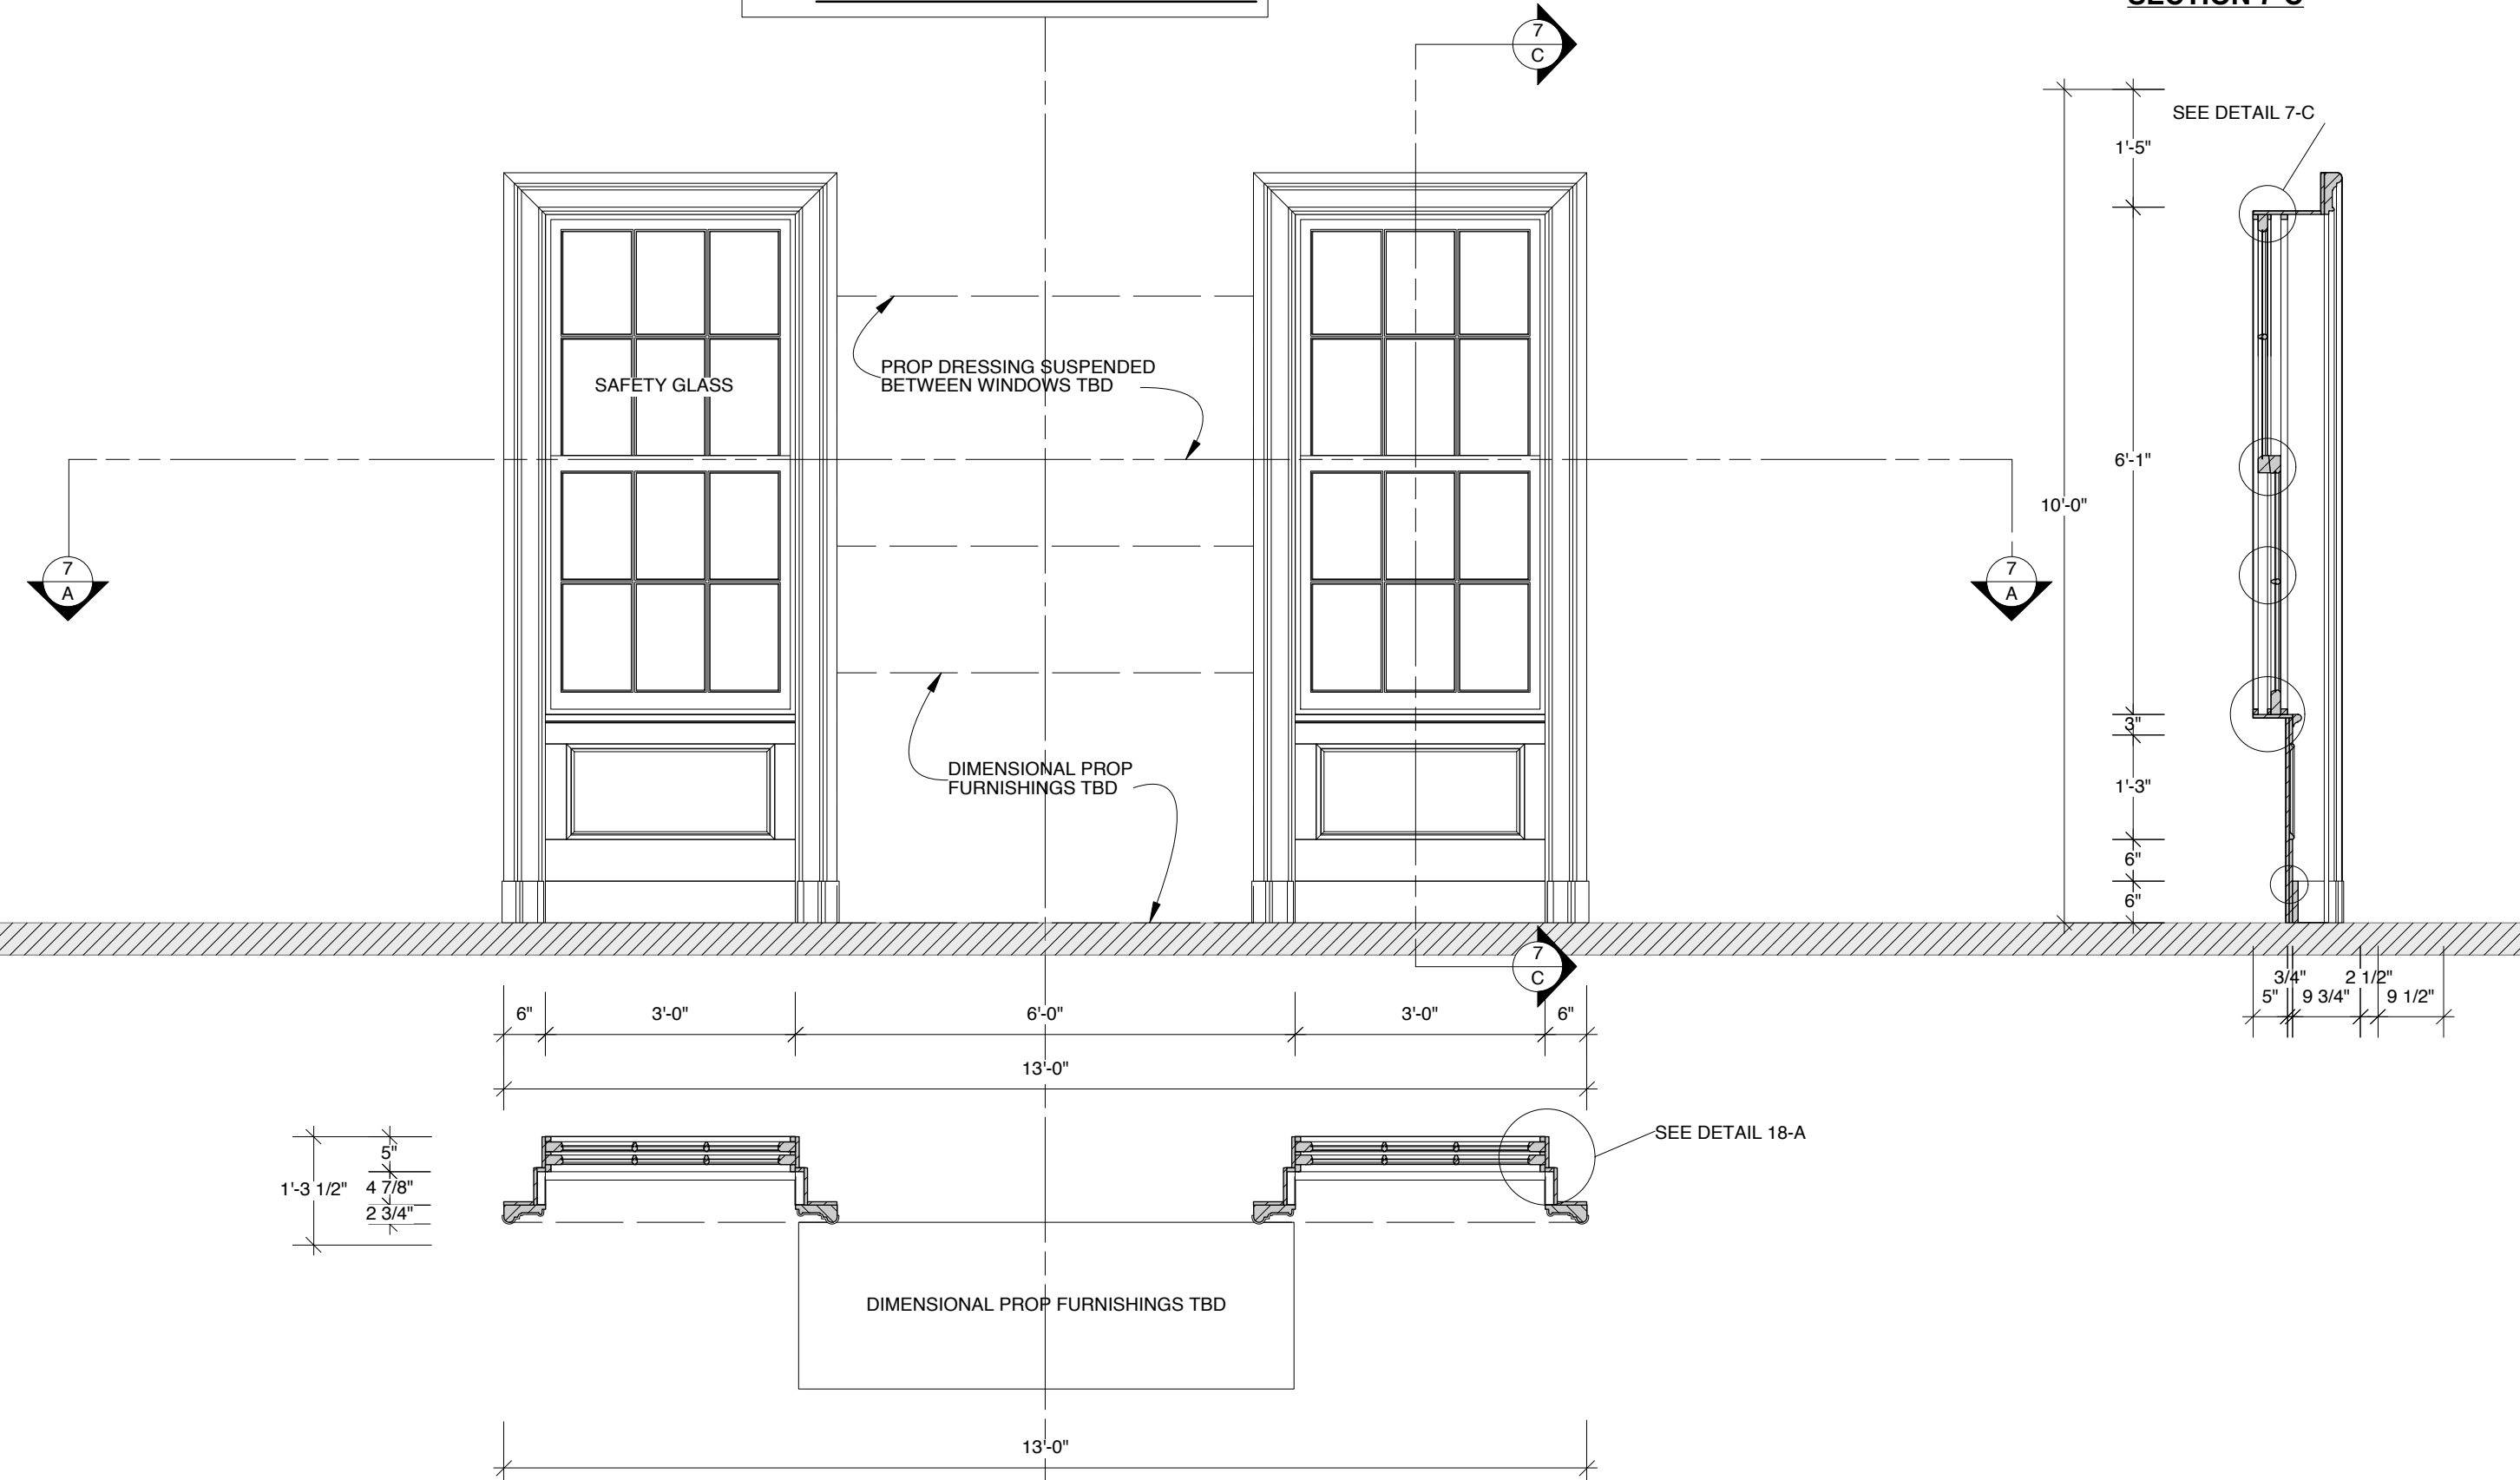 SECTION 7-C
7
C
SEE DETAIL 7-C
1'-5"
SAFETY GLASS
PROP DRESSING SUSPENDED
BETWEEN WINDOWS TBD
6'-1"
10'-0"
7
A
7
A
3"
DIMENSIONAL PROP
FURNISHINGS TBD
1'-3"
6"
6"
7
C
3/4"
2 1/2"
5"
9 3/4"
9 1/2"
6"
3'-0"
6'-0"
3'-0"
6"
13'-0"
SEE DETAIL 18-A
5"
1'-3 1/2"
4 7/8"
2 3/4"
DIMENSIONAL PROP FURNISHINGS TBD
13'-0"